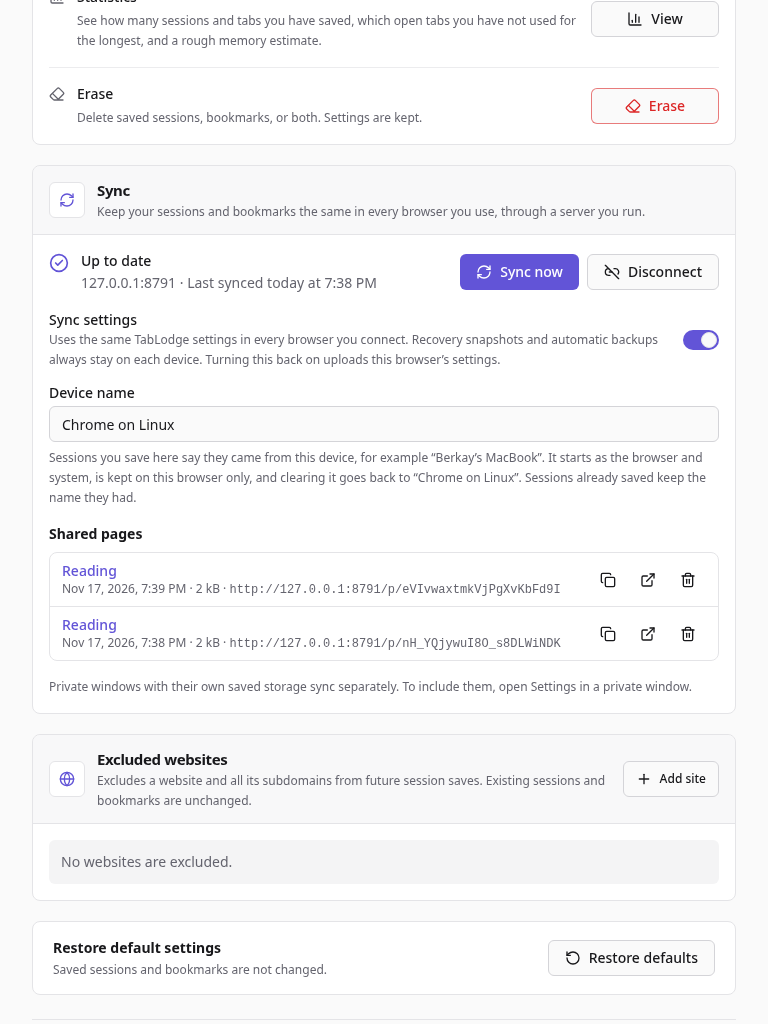 Statistics
See how many sessions and tabs you have saved, which open tabs you have not used for
the longest, and a rough memory estimate.
View
Erase
Delete saved sessions, bookmarks, or both. Settings are kept.
Erase
Sync
Keep your sessions and bookmarks the same in every browser you use, through a server you run.
Up to date
127.0.0.1:8791 · Last synced today at 7:38 PM
Sync now
Disconnect
Sync settings
Uses the same TabLodge settings in every browser you connect. Recovery snapshots and automatic backups
always stay on each device. Turning this back on uploads this browser’s settings.
Device name
Chrome on Linux
Sessions you save here say they came from this device, for example “Berkay’s MacBook”. It starts as the browser and
system, is kept on this browser only, and clearing it goes back to “Chrome on Linux”. Sessions already saved keep the
name they had.
Shared pages
Reading
Nov 17, 2026, 7:39 PM · 2 kB · http://127.0.0.1:8791/p/eVIvwaxtmkVjPgXvKbFd9I
Reading
Nov 17, 2026, 7:38 PM · 2 kB · http://127.0.0.1:8791/p/nH_YQjywuI8O_s8DLWiNDK
Private windows with their own saved storage sync separately. To include them, open Settings in a private window.
Excluded websites
Excludes a website and all its subdomains from future session saves. Existing sessions and
bookmarks are unchanged.
Add site
No websites are excluded.
Restore default settings
Saved sessions and bookmarks are not changed.
Restore defaults